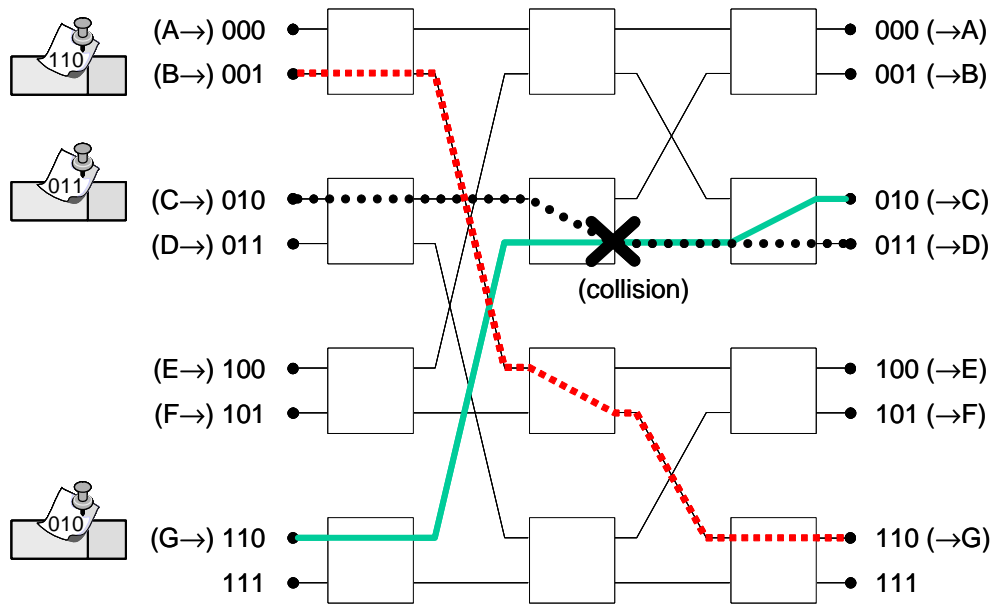 110
(A→) 000
000 (→A)
(B→) 001
001 (→B)
011
(C→) 010
010 (→C)
(D→) 011
011 (→D)
(collision)
(E→) 100
100 (→E)
(F→) 101
101 (→F)
010
(G→) 110
110 (→G)
111
111